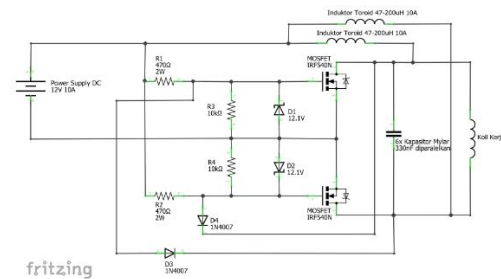 Induktor Toroid 47-200uH 10A
Induktor Toroid 47-200uH 10A
MOSFET
IRF540N
R1
470Ω
2W
Power Supply DC
12V 10A
R3
10kΩ
D1
12.1V
6x Kapasitor Mylar
330nF diparalelkan
Koil Kerj
R4
10kΩ
D2
12.1V
R2
470Ω
2W
D4
1N4007
MOSFET
IRF540N
D3
1N4007
fritzing